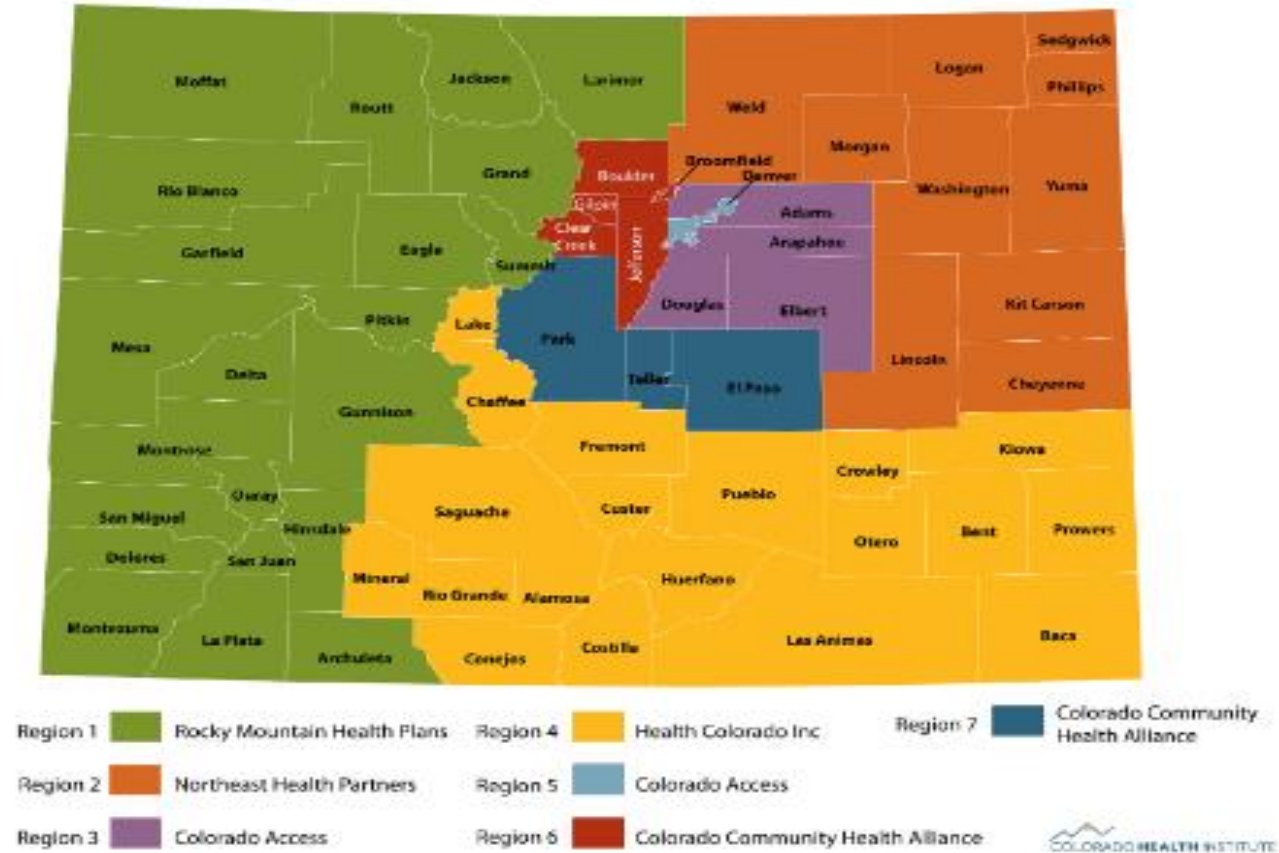 Moffat
Routt
Jackson
Larimer
Weld
Logan
Sedgwick
Phillips
Morgan
Washington
Yuma
Rio Blanco
Grand
Boulder
Broomfield
Denver
Gilpin
Clear
Creek
Jefferson
Adams
Arapahoe
Garfield
Eagle
Summit
Douglas
Elbert
Kit Carson
Lincoln
Cheyenne
Mesa
Pitkin
Lake
Park
Teller
El Paso
Delta
Gunnison
Chaffee
Fremont
Crowley
Kiowa
Montrose
Ouray
Saguache
Custer
Pueblo
Otero
Bent
Prowers
San Miguel
Hinsdale
Dolores
San Juan
Mineral
Rio Grande
Alamosa
Huerfano
Montezuma
La Plata
Archuleta
Conejos
Costilla
Las Animas
Baca
Region 1 Rocky Mountain Health Plans
Region 2 Northeast Health Partners
Region 3 Colorado Access
Region 4 Health Colorado Inc
Region 5 Colorado Access
Region 6 Colorado Community Health Alliance
Region 7 Colorado Community
Health Alliance
COLORADO HEALTH INSTITUTE